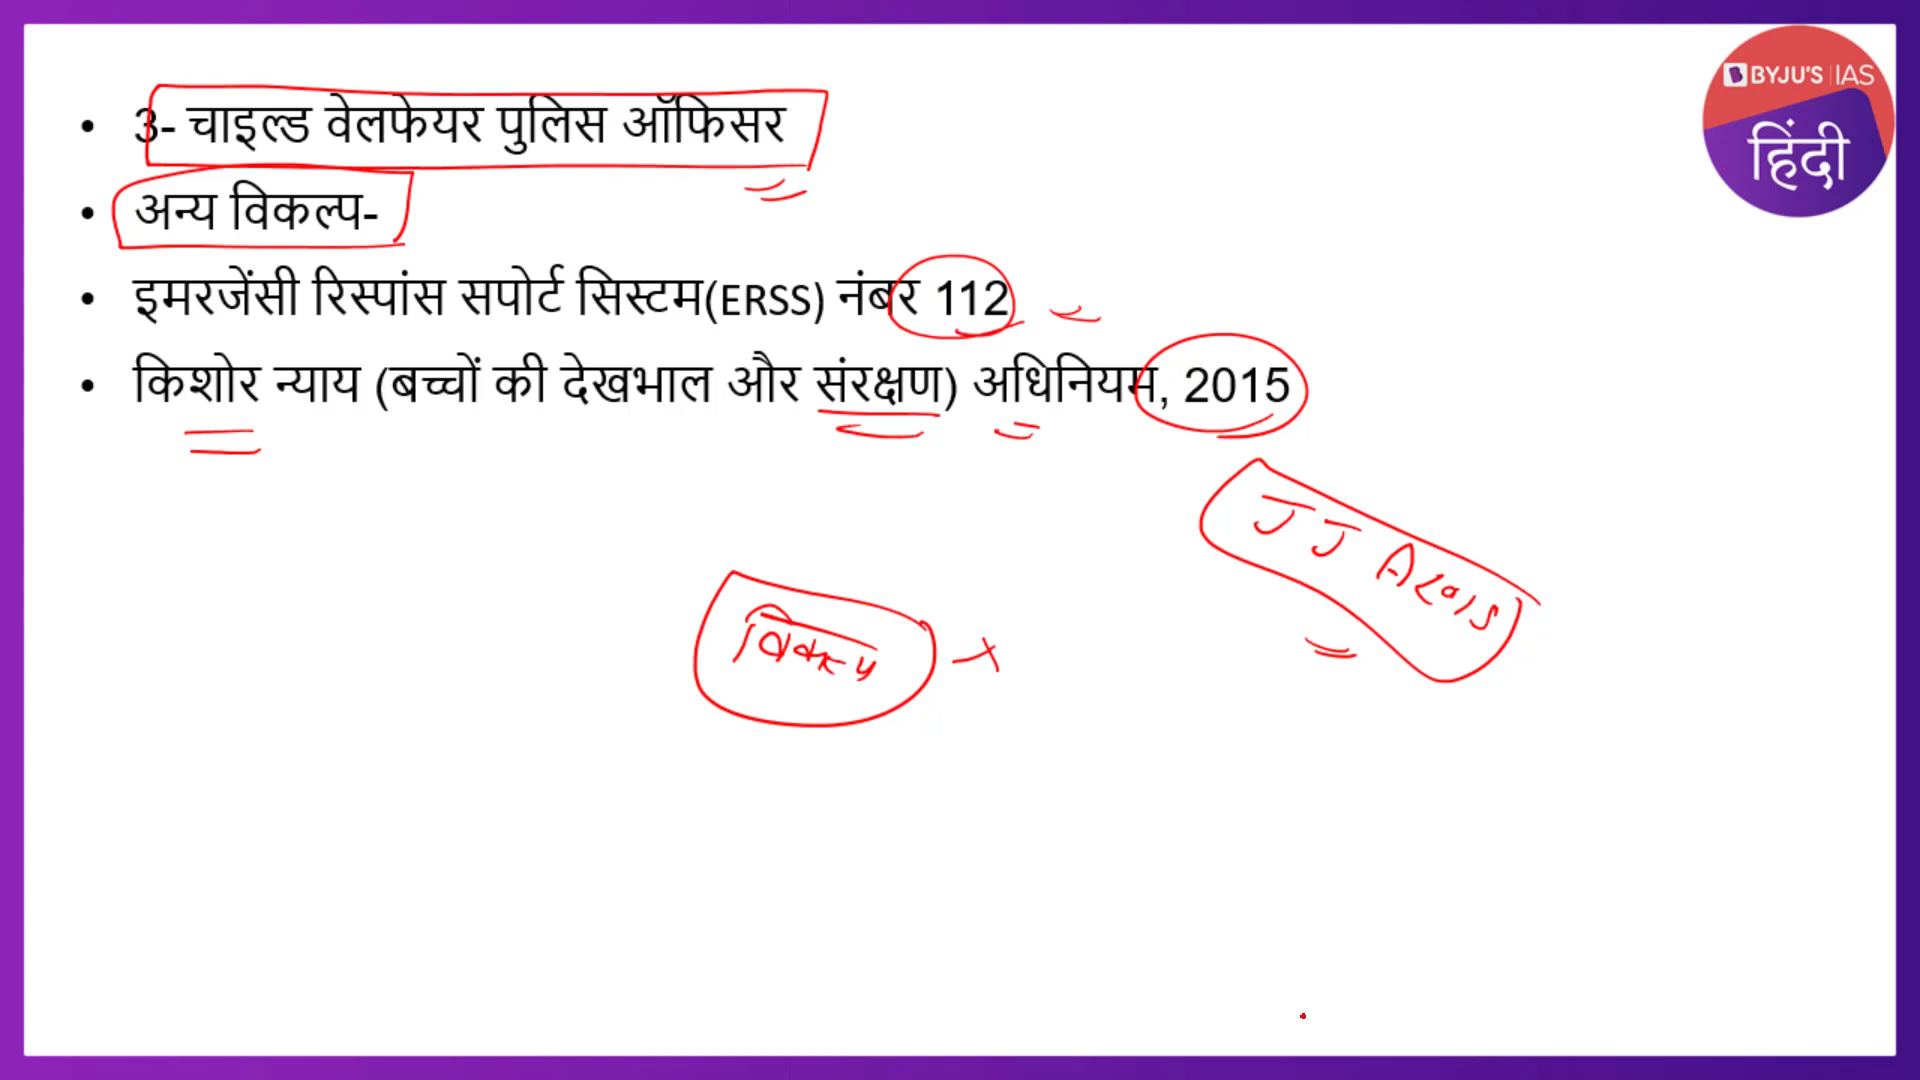 BYJU'S IAS
हिंदी
• 3- चाइल्ड वेलफेयर पुलिस ऑफिसर
• अन्य विकल्प-
• इमरजेंसी रिस्पांस सपोर्ट सिस्टम(ERSS) नंबर 112
• किशोर न्याय (बच्चों की देखभाल और संरक्षण) अधिनियम, 2015
JJ A